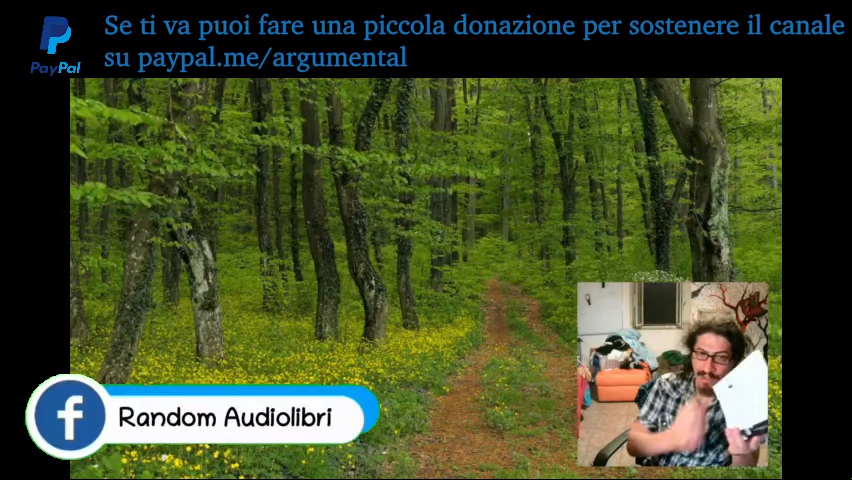 Se ti va puoi fare una piccola donazione per sostenere il canale
su paypal.me/argumental
PayPal
Random Audiolibri